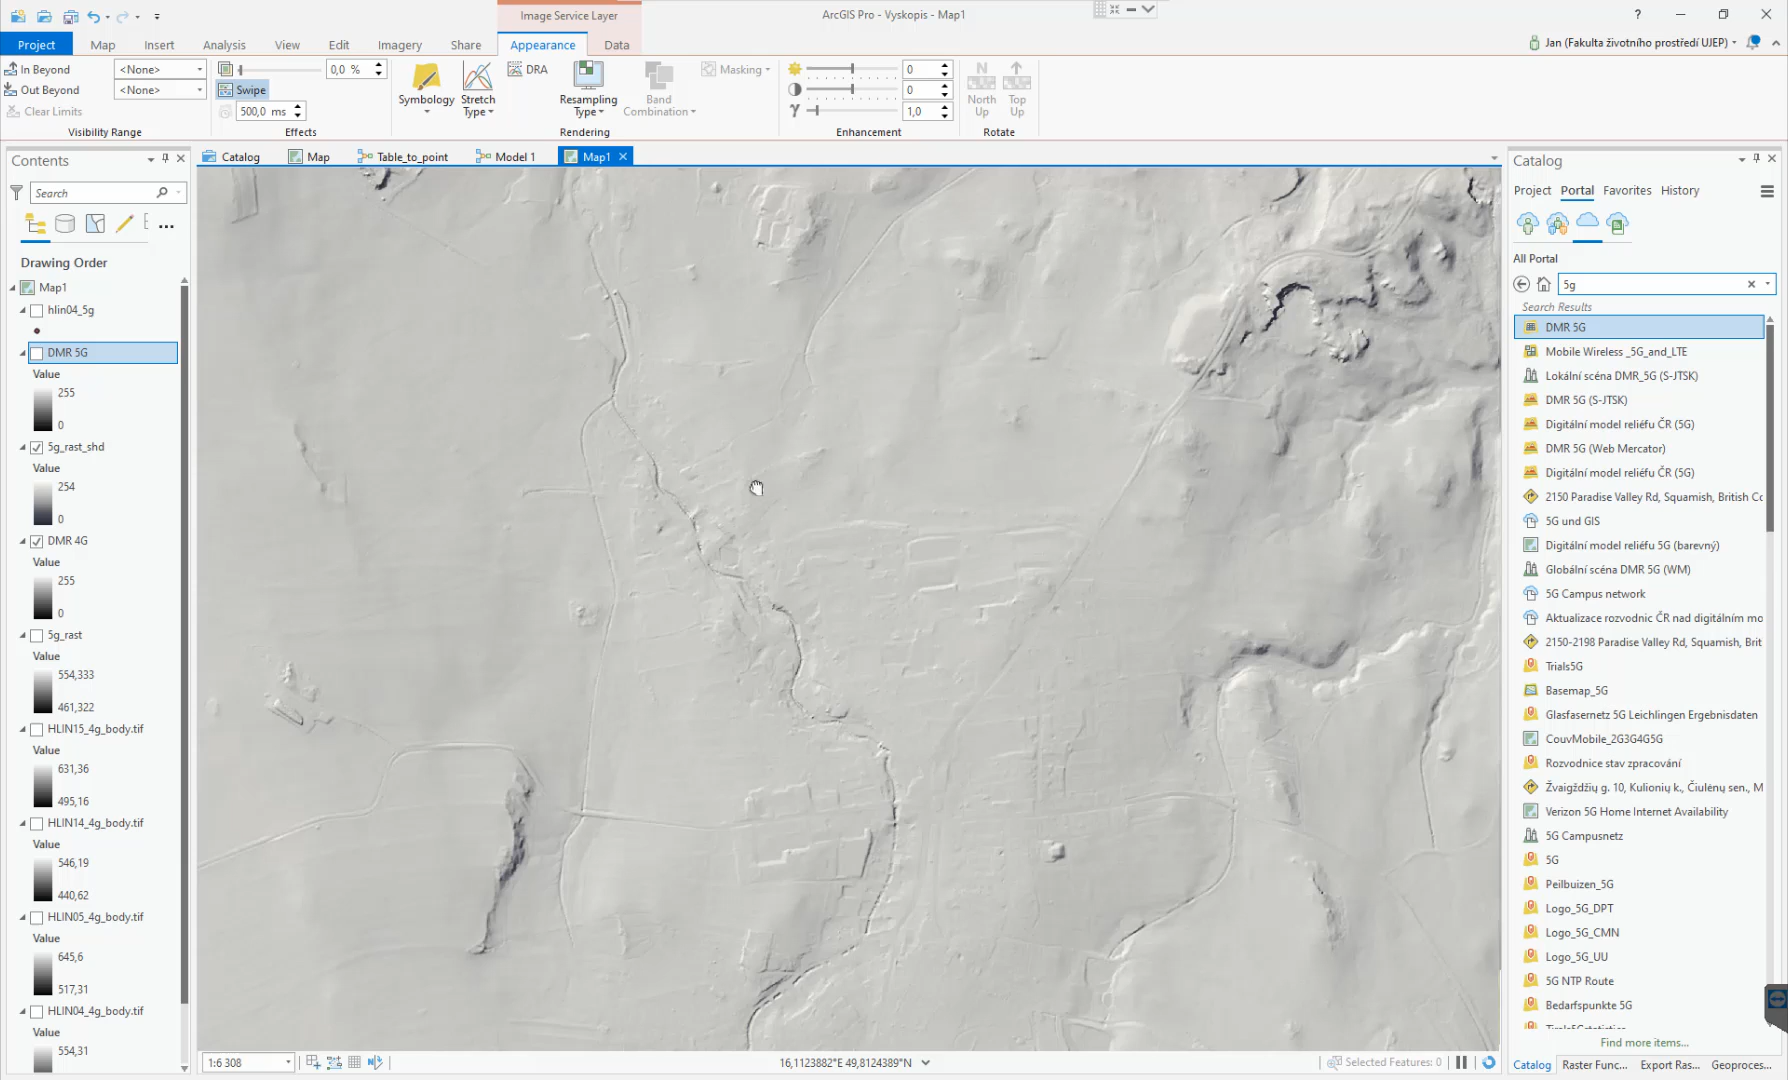 Image Service Layer
ArcGIS Pro - Vyskopis - Map1
?
Project
Map
Insert
Analysis
View
Edit
Imagery
Share
Appearance
Data
Jan (Fakulta životního prostředí UJEP)
In Beyond
<None>
Out Beyond
<None>
Clear Limits
Visibility Range
0,0 %
Swipe
500,0 ms
Effects
Symbology
Stretch Type
DRA
Resampling Type
Band Combination
Masking
Rendering
0
0
1,0
Enhancement
N
North Up
Top Up
Rotate
Contents
Search
Drawing Order
Map1
hlin04_5g
DMR 5G
Value
255
0
5g_rast_shd
Value
254
0
DMR 4G
Value
255
0
5g_rast
Value
554,333
461,322
HLIN15_4g_body.tif
Value
631,36
495,16
HLIN14_4g_body.tif
Value
546,19
440,62
HLIN05_4g_body.tif
Value
645,6
517,31
HLIN04_4g_body.tif
Value
554,31
Catalog
Map
Table_to_point
Model 1
Map1
1:6 308
16,1123882°E 49,8124389°N
Selected Features: 0
Catalog
Project
Portal
Favorites
History
All Portal
5g
Search Results
DMR 5G
Mobile Wireless _5G_and_LTE
Lokální scéna DMR_5G (S-JTSK)
DMR 5G (S-JTSK)
Digitální model reliéfu ČR (5G)
DMR 5G (Web Mercator)
Digitální model reliéfu ČR (5G)
2150 Paradise Valley Rd, Squamish, British Cc
5G und GIS
Digitální model reliéfu 5G (barevný)
Globální scéna DMR 5G (WM)
5G Campus network
Aktualizace rozvodnic ČR nad digitálním mo
2150-2198 Paradise Valley Rd, Squamish, Brit
Trials5G
Basemap_5G
Glasfasernetz 5G Leichlingen Ergebnisdaten
CouvMobile_2G3G4G5G
Rozvodnice stav zpracování
Žvaigždžių g. 10, Kulionių k., Čiulėnų sen., M
Verizon 5G Home Internet Availability
5G Campusnetz
5G
Peilbuizen_5G
Logo_5G_DPT
Logo_5G_CMN
Logo_5G_UU
5G NTP Route
Bedarfspunkte 5G
Find more items...
Catalog
Raster Func...
Export Ras...
Geoproces...